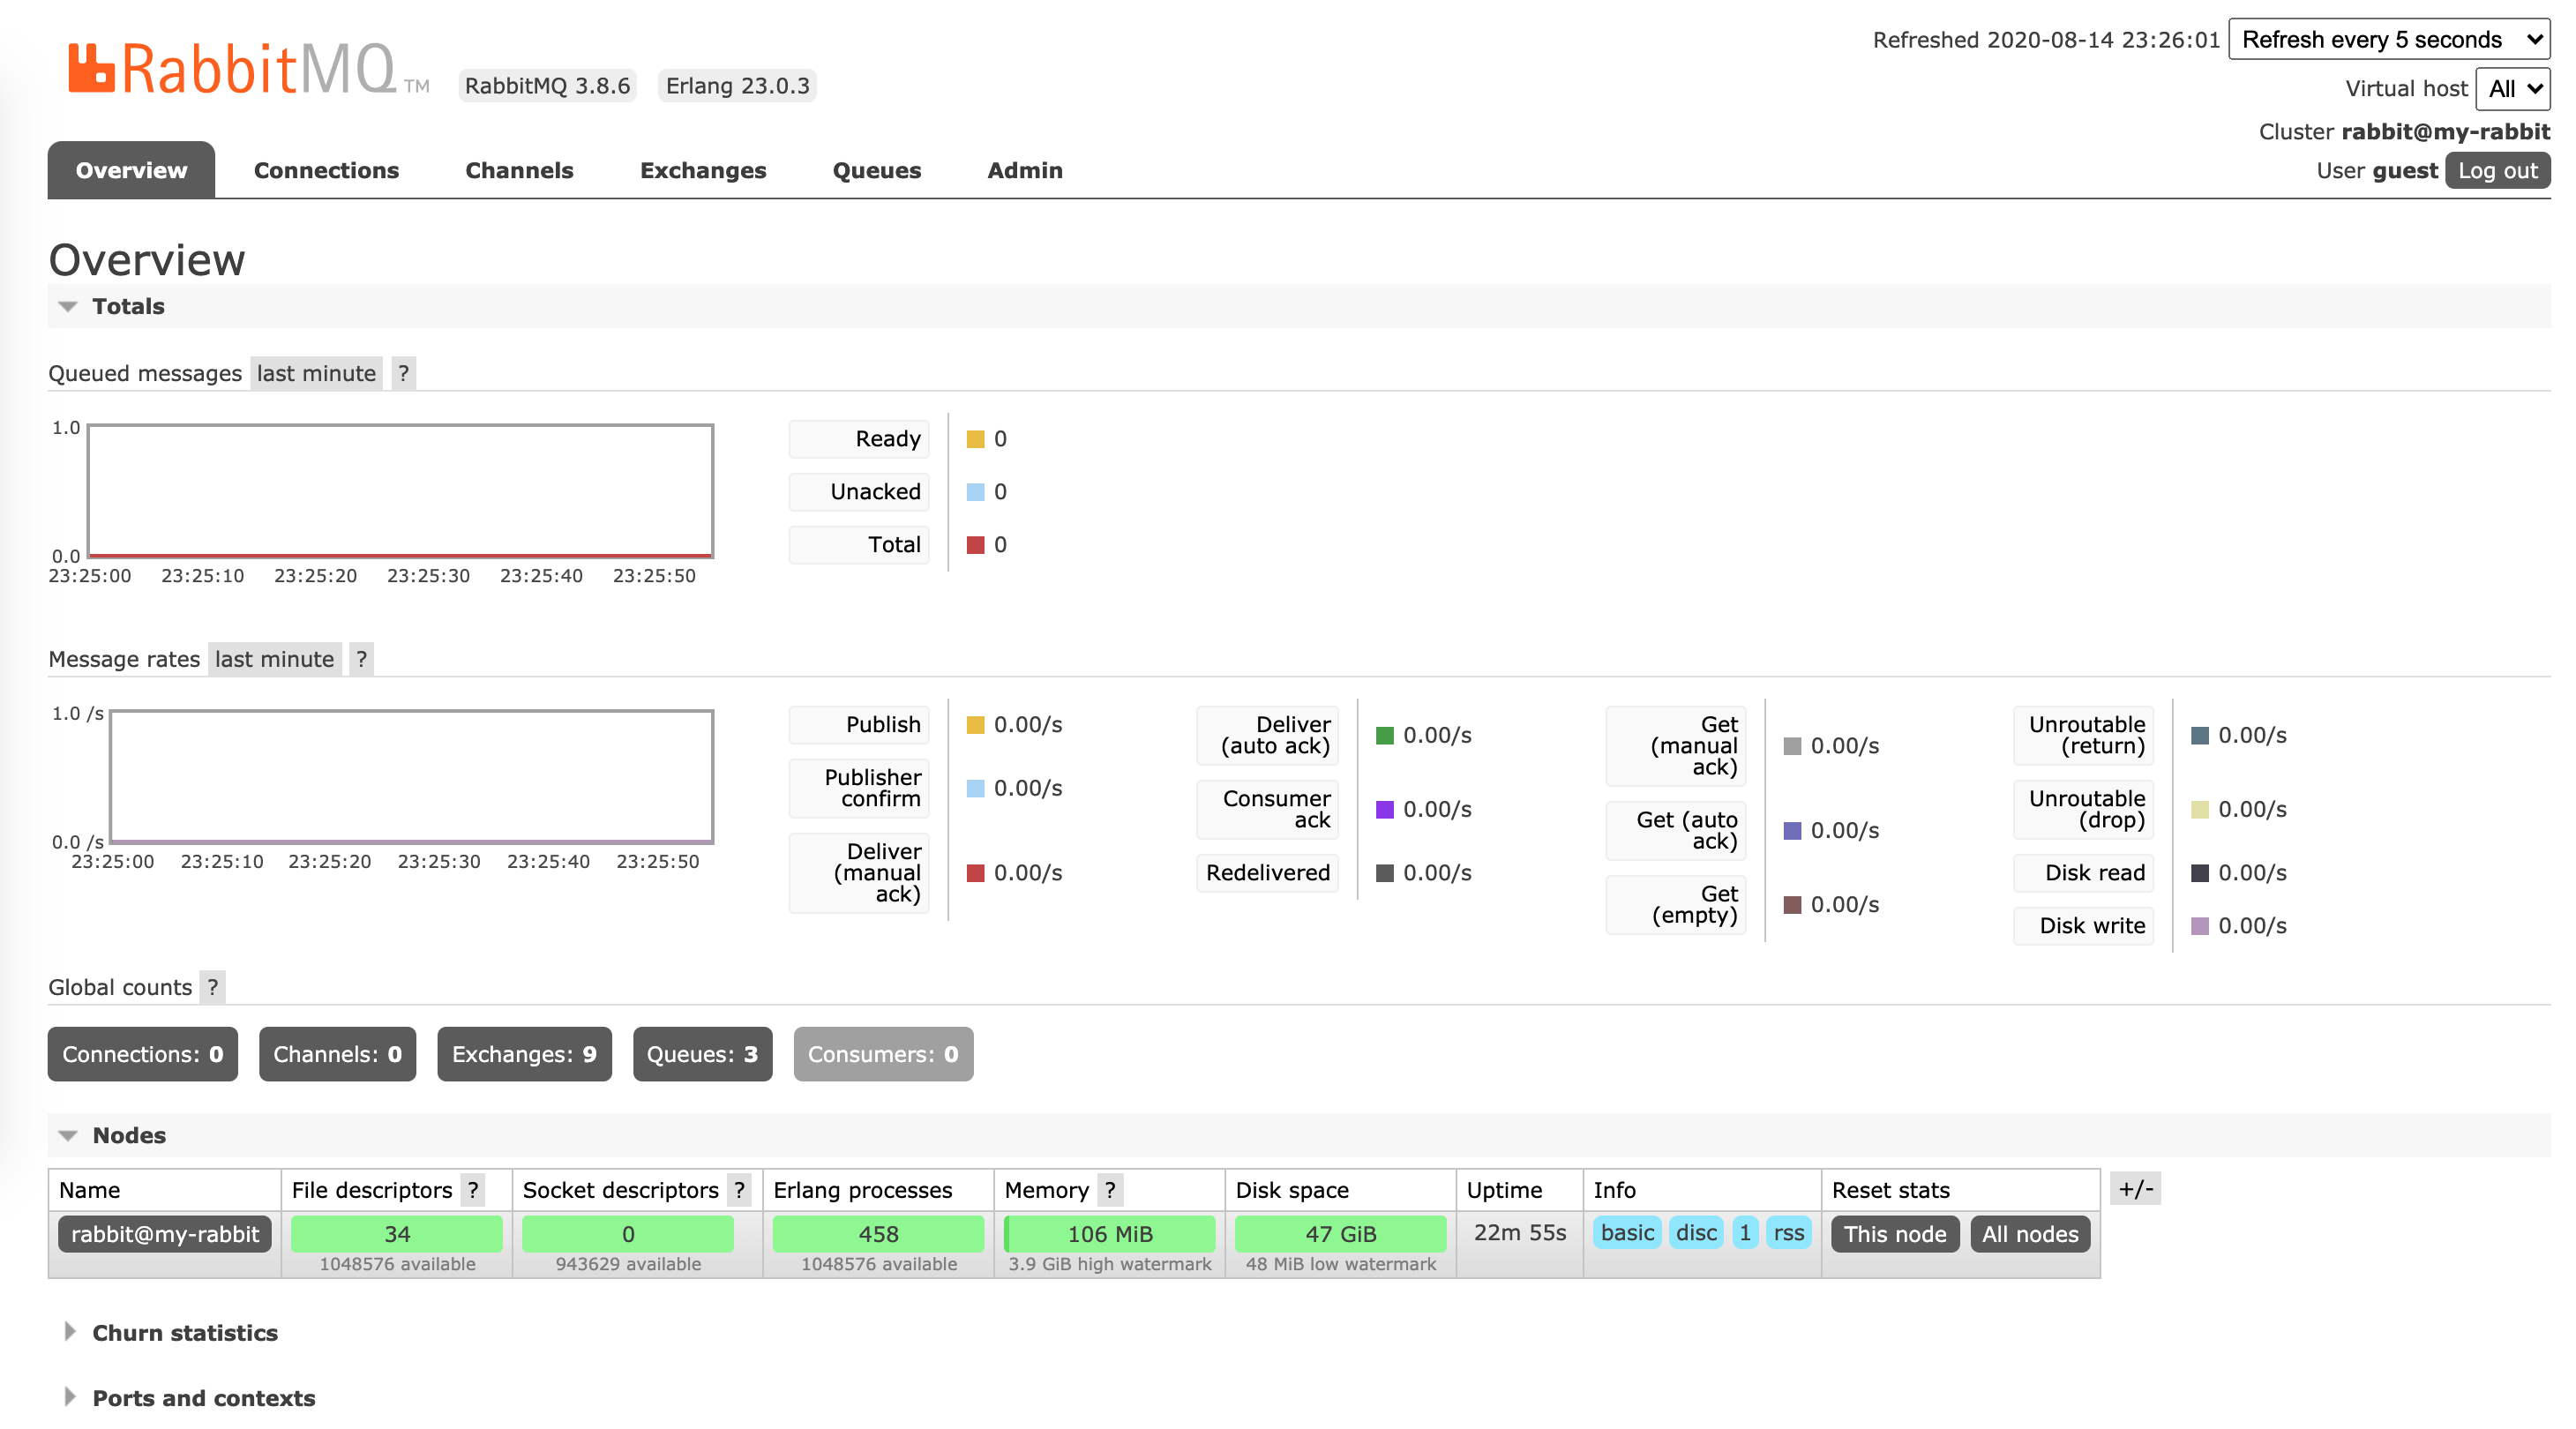 RabbitMQ TM RabbitMQ 3.8.6 Erlang 23.0.3
Refreshed 2020-08-14 23:26:01 Refresh every 5 seconds
Virtual host All
Cluster rabbit@my-rabbit
User guest Log out
Overview Connections Channels Exchanges Queues Admin
Overview
Totals
Queued messages last minute ?
1.0
0.0
23:25:00 23:25:10 23:25:20 23:25:30 23:25:40 23:25:50
Ready 0
Unacked 0
Total 0
Message rates last minute ?
1.0 /s
0.0 /s
23:25:00 23:25:10 23:25:20 23:25:30 23:25:40 23:25:50
Publish 0.00/s
Publisher
confirm 0.00/s
Deliver
(manual
ack) 0.00/s
Deliver
(auto ack) 0.00/s
Consumer
ack 0.00/s
Redelivered 0.00/s
Get
(manual
ack) 0.00/s
Get (auto
ack) 0.00/s
Get
(empty) 0.00/s
Unroutable
(return) 0.00/s
Unroutable
(drop) 0.00/s
Disk read 0.00/s
Disk write 0.00/s
Global counts ?
Connections: 0 Channels: 0 Exchanges: 9 Queues: 3 Consumers: 0
Nodes
Name File descriptors ? Socket descriptors ? Erlang processes Memory ? Disk space Uptime Info Reset stats +/-
rabbit@my-rabbit 34 0 458 106 MiB 47 GiB 22m 55s basic disc 1 rss This node All nodes
1048576 available 943629 available 1048576 available 3.9 GiB high watermark 48 MiB low watermark
Churn statistics
Ports and contexts